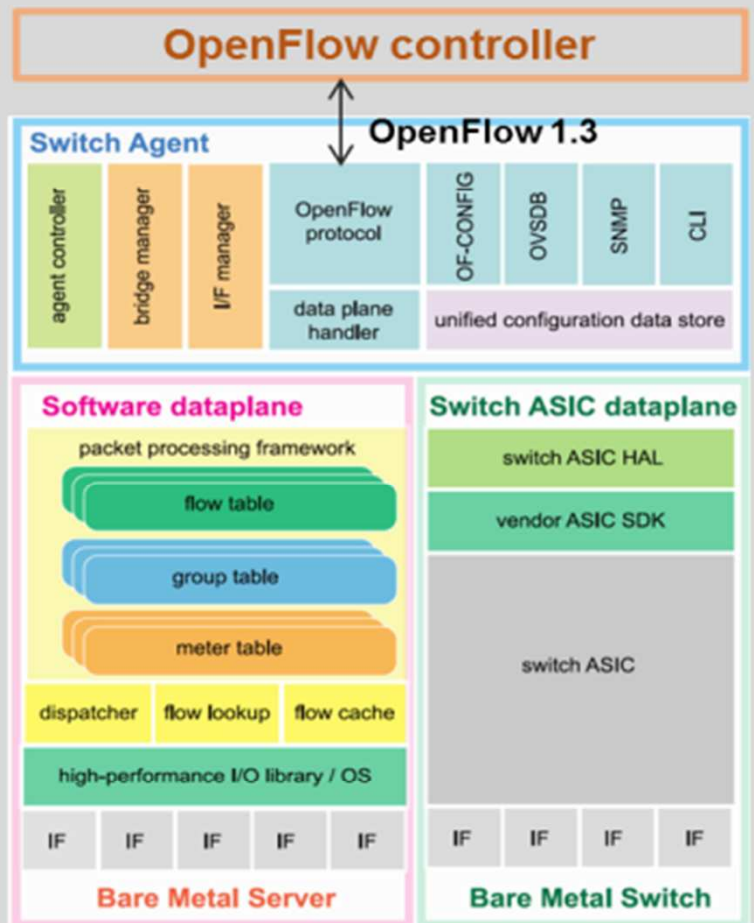 OpenFlow controller
OpenFlow 1.3
Switch Agent
agent controller
bridge manager
I/F manager
OpenFlow
protocol
OF-CONFIG
OVSDB
SNMP
CLI
data plane
handler
unified configuration data store
Software dataplane
packet processing framework
flow table
group table
meter table
dispatcher
flow lookup
flow cache
high-performance I/O library / OS
IF IF IF IF IF
Bare Metal Server
Switch ASIC dataplane
switch ASIC HAL
vendor ASIC SDK
switch ASIC
IF IF IF IF
Bare Metal Switch